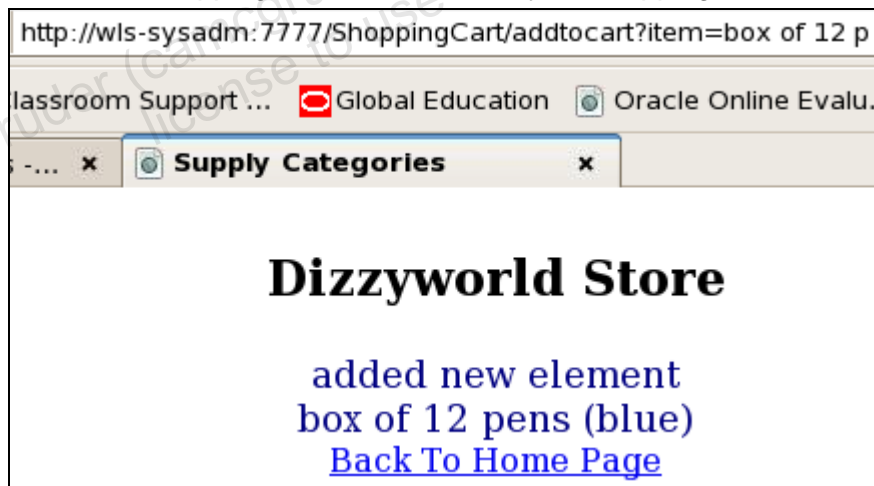 http://wls-sysadm:7777/ShoppingCart/addtocart?item=box of 12 p
lassroom Support ... Global Education Oracle Online Evalu.
-... × Supply Categories ×
Dizzyworld Store
added new element
box of 12 pens (blue)
Back To Home Page